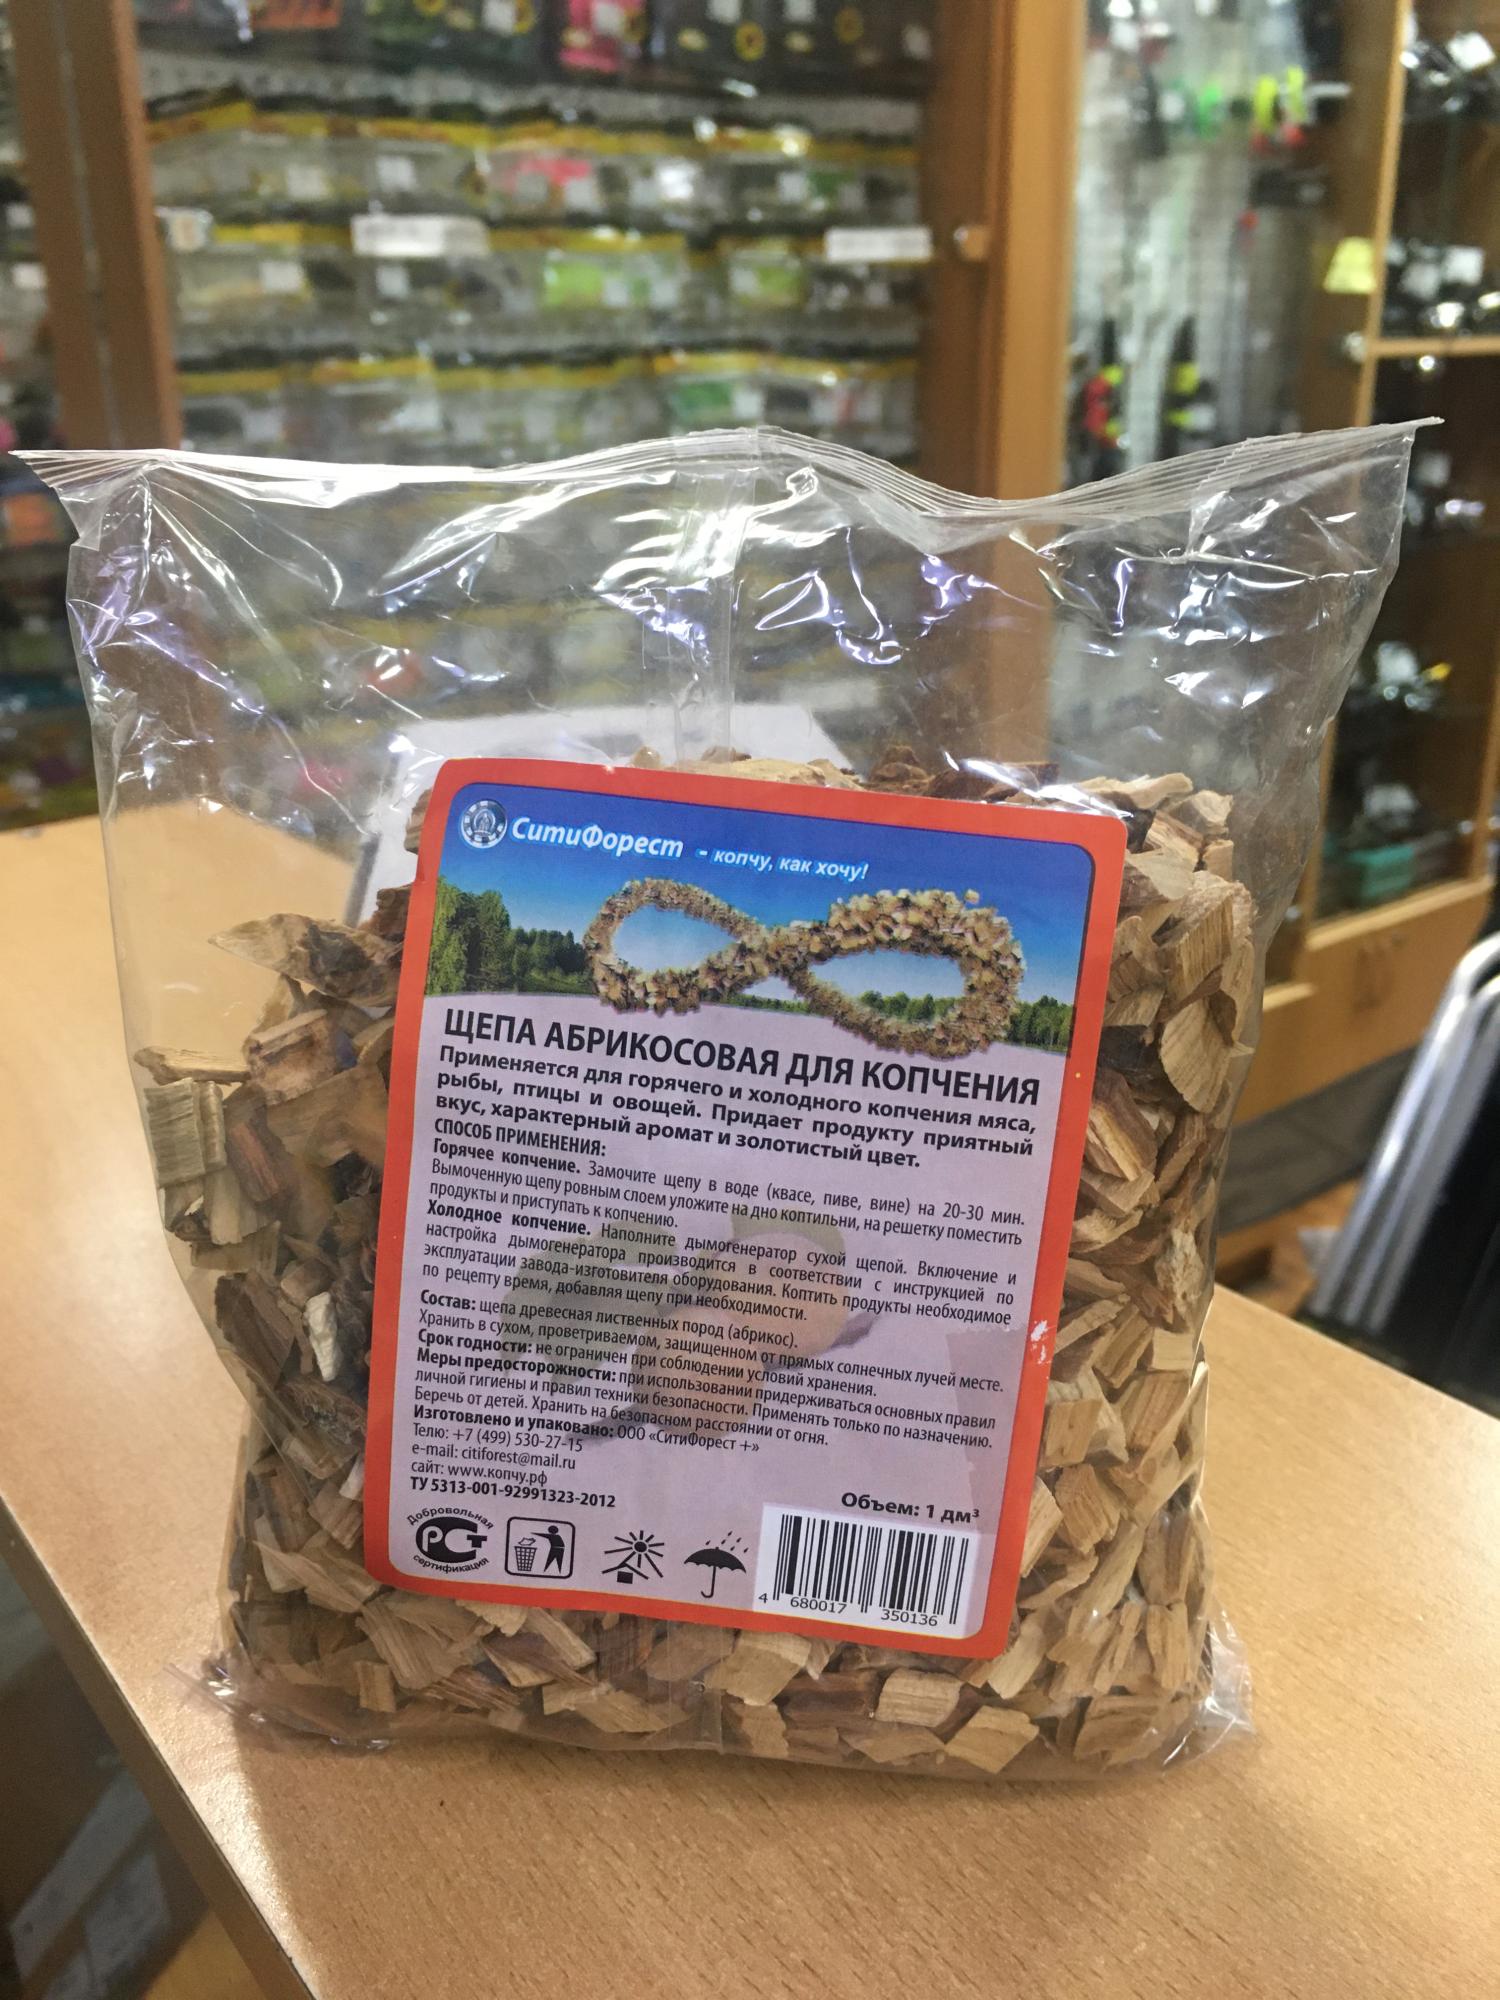 СитиФорест - копчу, как хочу!
ЩЕПА АБРИКОСОВАЯ ДЛЯ КОПЧЕНИЯ
Применяется для горячего и холодного копчения мяса,
рыбы, птицы и овощей. Придает продукту приятный
вкус, характерный аромат и золотистый цвет.
СПОСОБ ПРИМЕНЕНИЯ:
Горячее копчение. Замочите щепу в воде (квасе, пиве, вине) на 20-30 мин.
Вымоченную щепу ровным слоем уложите на дно коптильни, на решетку поместить
продукты и приступать к копчению.
Холодное копчение. Наполните дымогенератор сухой щепой. Включение и
настройка дымогенератора производится в соответствии с инструкцией по
эксплуатации завода-изготовителя оборудования. Коптить продукты необходимое
по рецепту время, добавляя щепу при необходимости.
Состав: щепа древесная лиственных пород (абрикос).
Хранить в сухом, проветриваемом, защищенном от прямых солнечных лучей месте.
Срок годности: не ограничен при соблюдении условий хранения.
Меры предосторожности: при использовании придерживаться основных правил
личной гигиены и правил техники безопасности. Применять только по назначению.
Беречь от детей. Хранить на безопасном расстоянии от огня.
Изготовлено и упаковано: ООО «СитиФорест +»
Телю: +7 (499) 530-27-15
e-mail: citiforest@mail.ru
сайт: www.копчу.рф
ТУ 5313-001-92991323-2012
Объем: 1 дм³
Добровольная
РСТ
сертификация
4 680017 350136